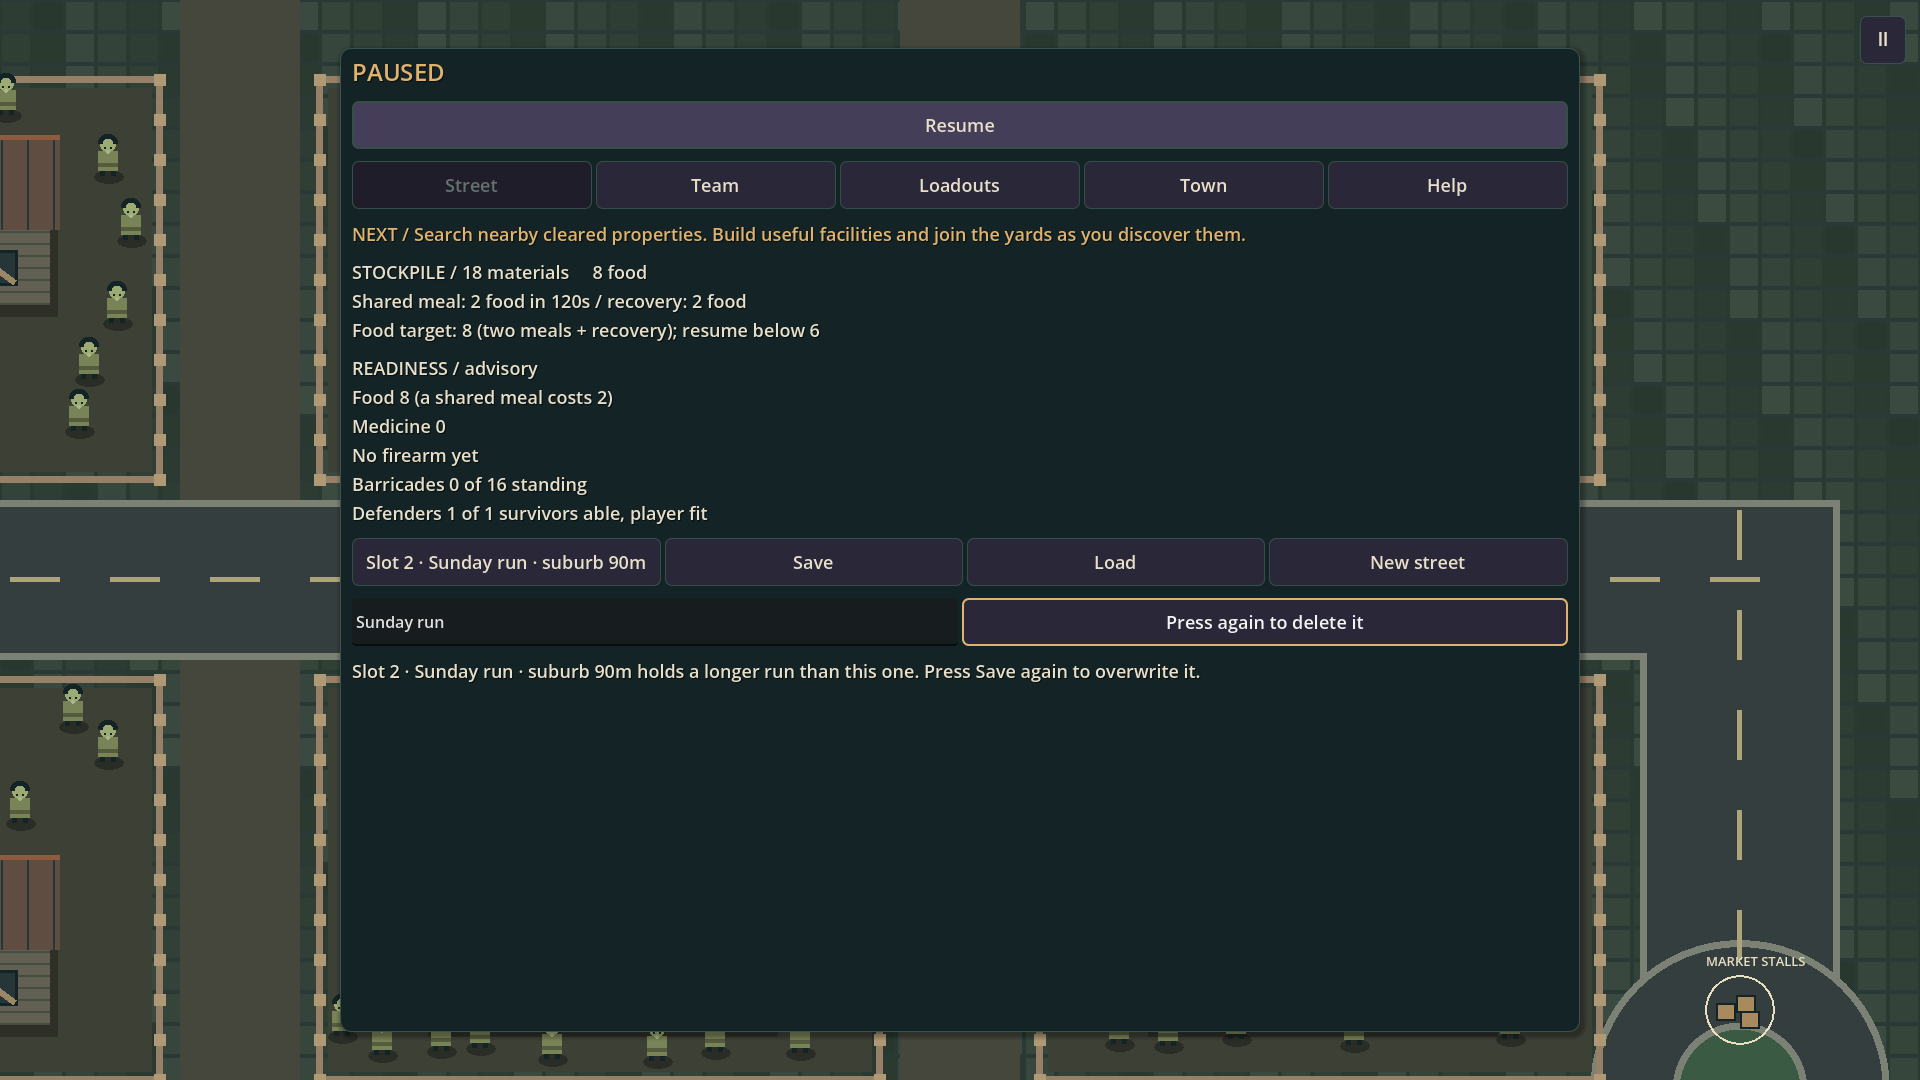 PAUSED
Resume
Street Team Loadouts Town Help
NEXT / Search nearby cleared properties. Build useful facilities and join the yards as you discover them.
STOCKPILE / 18 materials 8 food
Shared meal: 2 food in 120s / recovery: 2 food
Food target: 8 (two meals + recovery); resume below 6
READINESS / advisory
Food 8 (a shared meal costs 2)
Medicine 0
No firearm yet
Barricades 0 of 16 standing
Defenders 1 of 1 survivors able, player fit
Slot 2 · Sunday run · suburb 90m Save Load New street
Sunday run Press again to delete it
Slot 2 · Sunday run · suburb 90m holds a longer run than this one. Press Save again to overwrite it.
MARKET STALLS